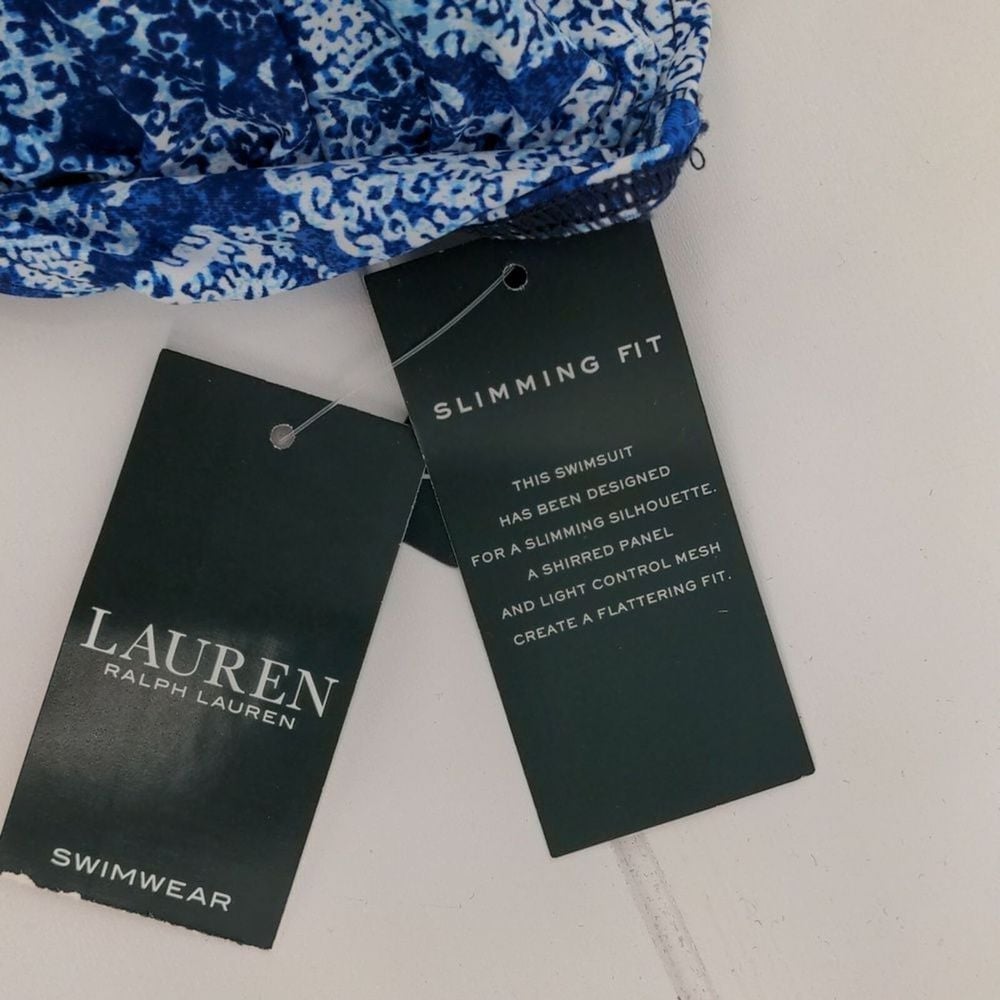 LAUREN
RALPH LAUREN
SWIMWEAR
SLIMMING FIT
THIS SWIMSUIT
HAS BEEN DESIGNED
FOR A SLIMMING SILHOUETTE.
A SHIRRED PANEL
AND LIGHT CONTROL MESH
CREATE A FLATTERING FIT.